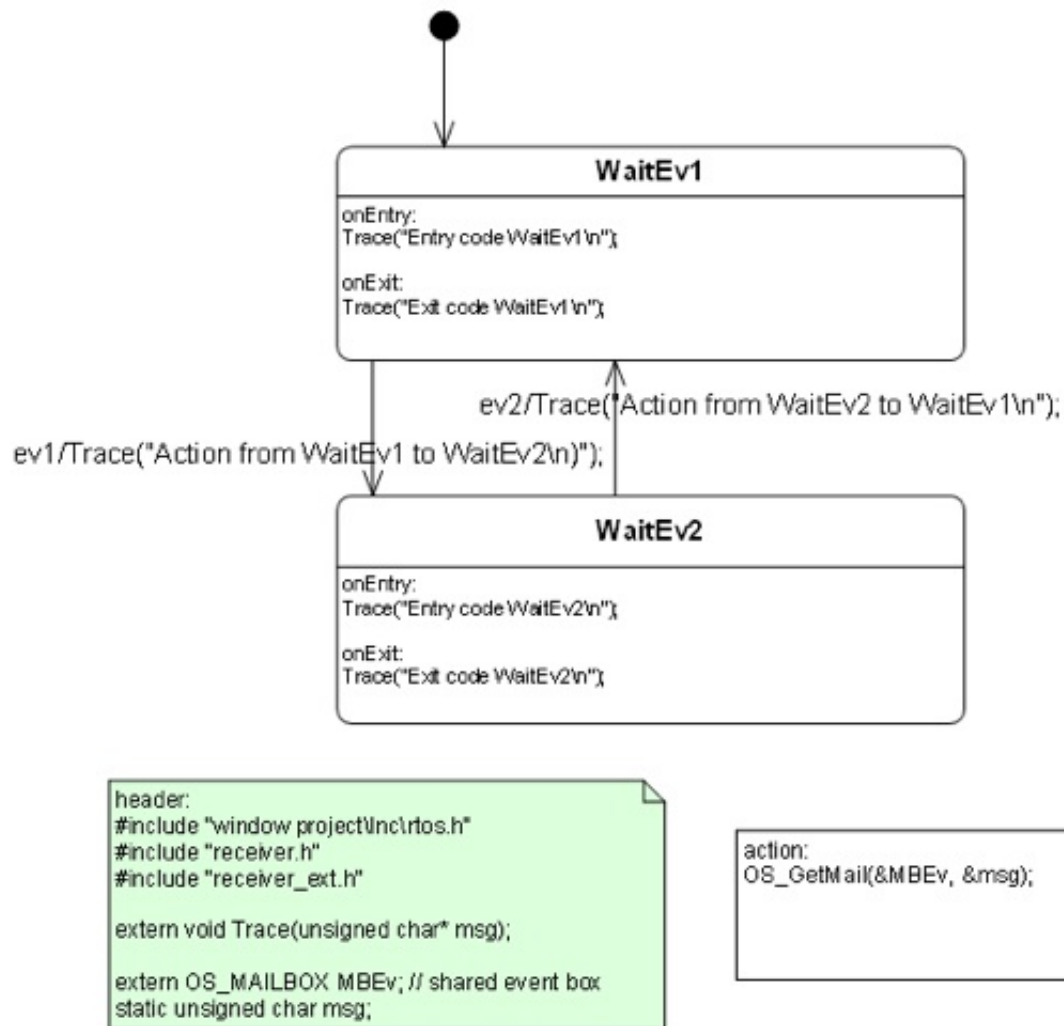 WaitEv1
onEntry:
Trace("Entry code WaitEv1\n");
onExit:
Trace("Exit code WaitEv1\n");
ev2/Trace("Action from WaitEv2 to WaitEv1\n");
ev1/Trace("Action from WaitEv1 to WaitEv2\n)");
WaitEv2
onEntry:
Trace("Entry code WaitEv2\n");
onExit:
Trace("Exit code WaitEv2\n");
header:
#include "window project\Inc\rtos.h"
#include "receiver.h"
#include "receiver_ext.h"
extern void Trace(unsigned char* msg);
extern OS_MAILBOX MBEv; // shared event box
static unsigned char msg;
action:
OS_GetMail(&MBEv, &msg);